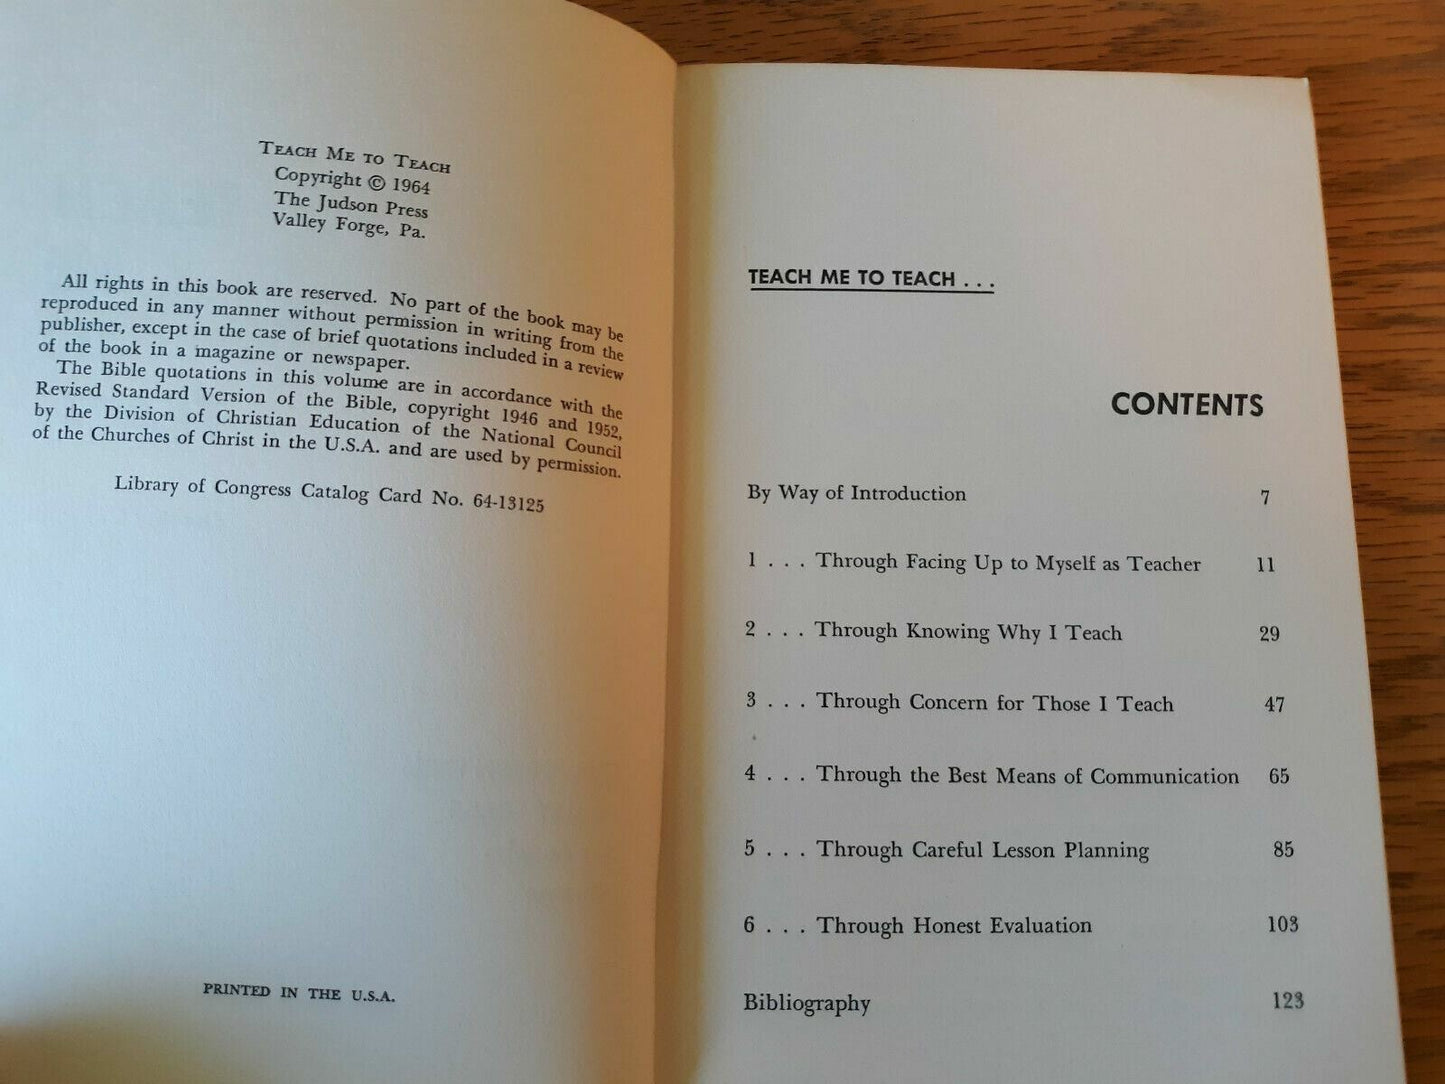 TEACH ME TO TEACH
Copyright © 1964
The Judson Press
Valley Forge, Pa.
All rights in this book are reserved. No part of the book may be
reproduced in any manner without permission in writing from the
publisher, except in the case of brief quotations included in a review
of the book in a magazine or newspaper.
The Bible quotations in this volume are in accordance with the
Revised Standard Version of the Bible, copyright 1946 and 1952,
by the Division of Christian Education of the National Council
of the Churches of Christ in the U.S.A. and are used by permission.
Library of Congress Catalog Card No. 64-13125
PRINTED IN THE U.S.A.
TEACH ME TO TEACH . . .
CONTENTS
By Way of Introduction 7
1 . . . Through Facing Up to Myself as Teacher 11
2 . . . Through Knowing Why I Teach 29
3 . . . Through Concern for Those I Teach 47
4 . . . Through the Best Means of Communication 65
5 . . . Through Careful Lesson Planning 85
6 . . . Through Honest Evaluation 103
Bibliography 123